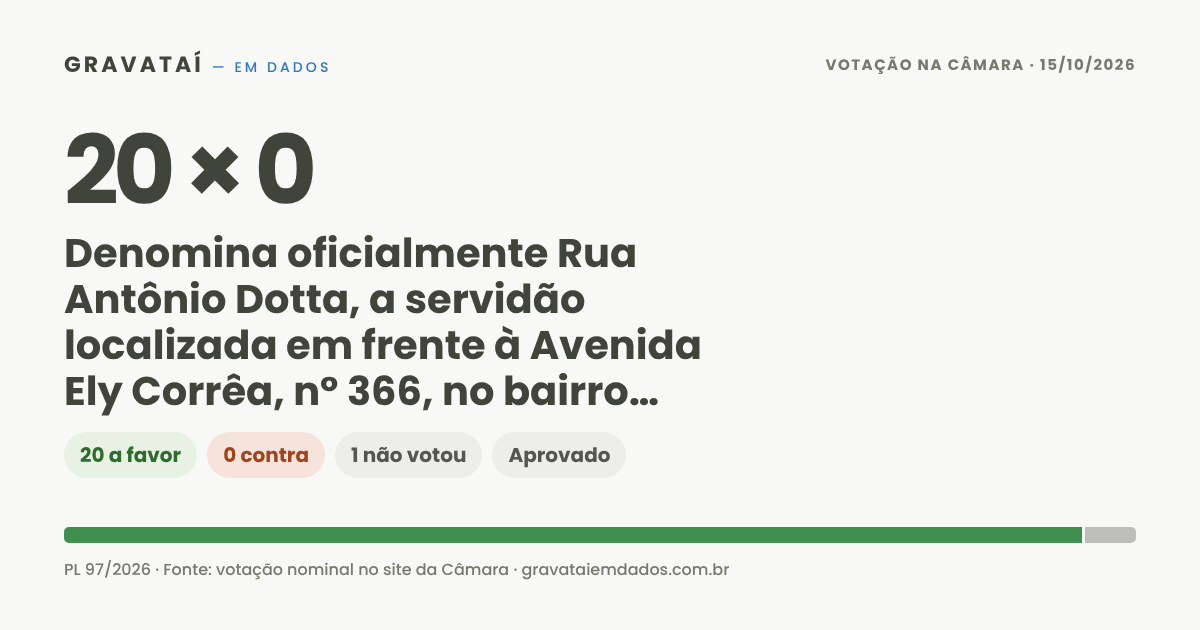 GRAVATAÍ — EM DADOS
VOTAÇÃO NA CÂMARA · 15/10/2026
20 × 0
Denomina oficialmente Rua
Antônio Dotta, a servidão
localizada em frente à Avenida
Ely Corrêa, nº 366, no bairro...
20 a favor
0 contra
1 não votou
Aprovado
PL 97/2026 · Fonte: votação nominal no site da Câmara · gravataiemdados.com.br